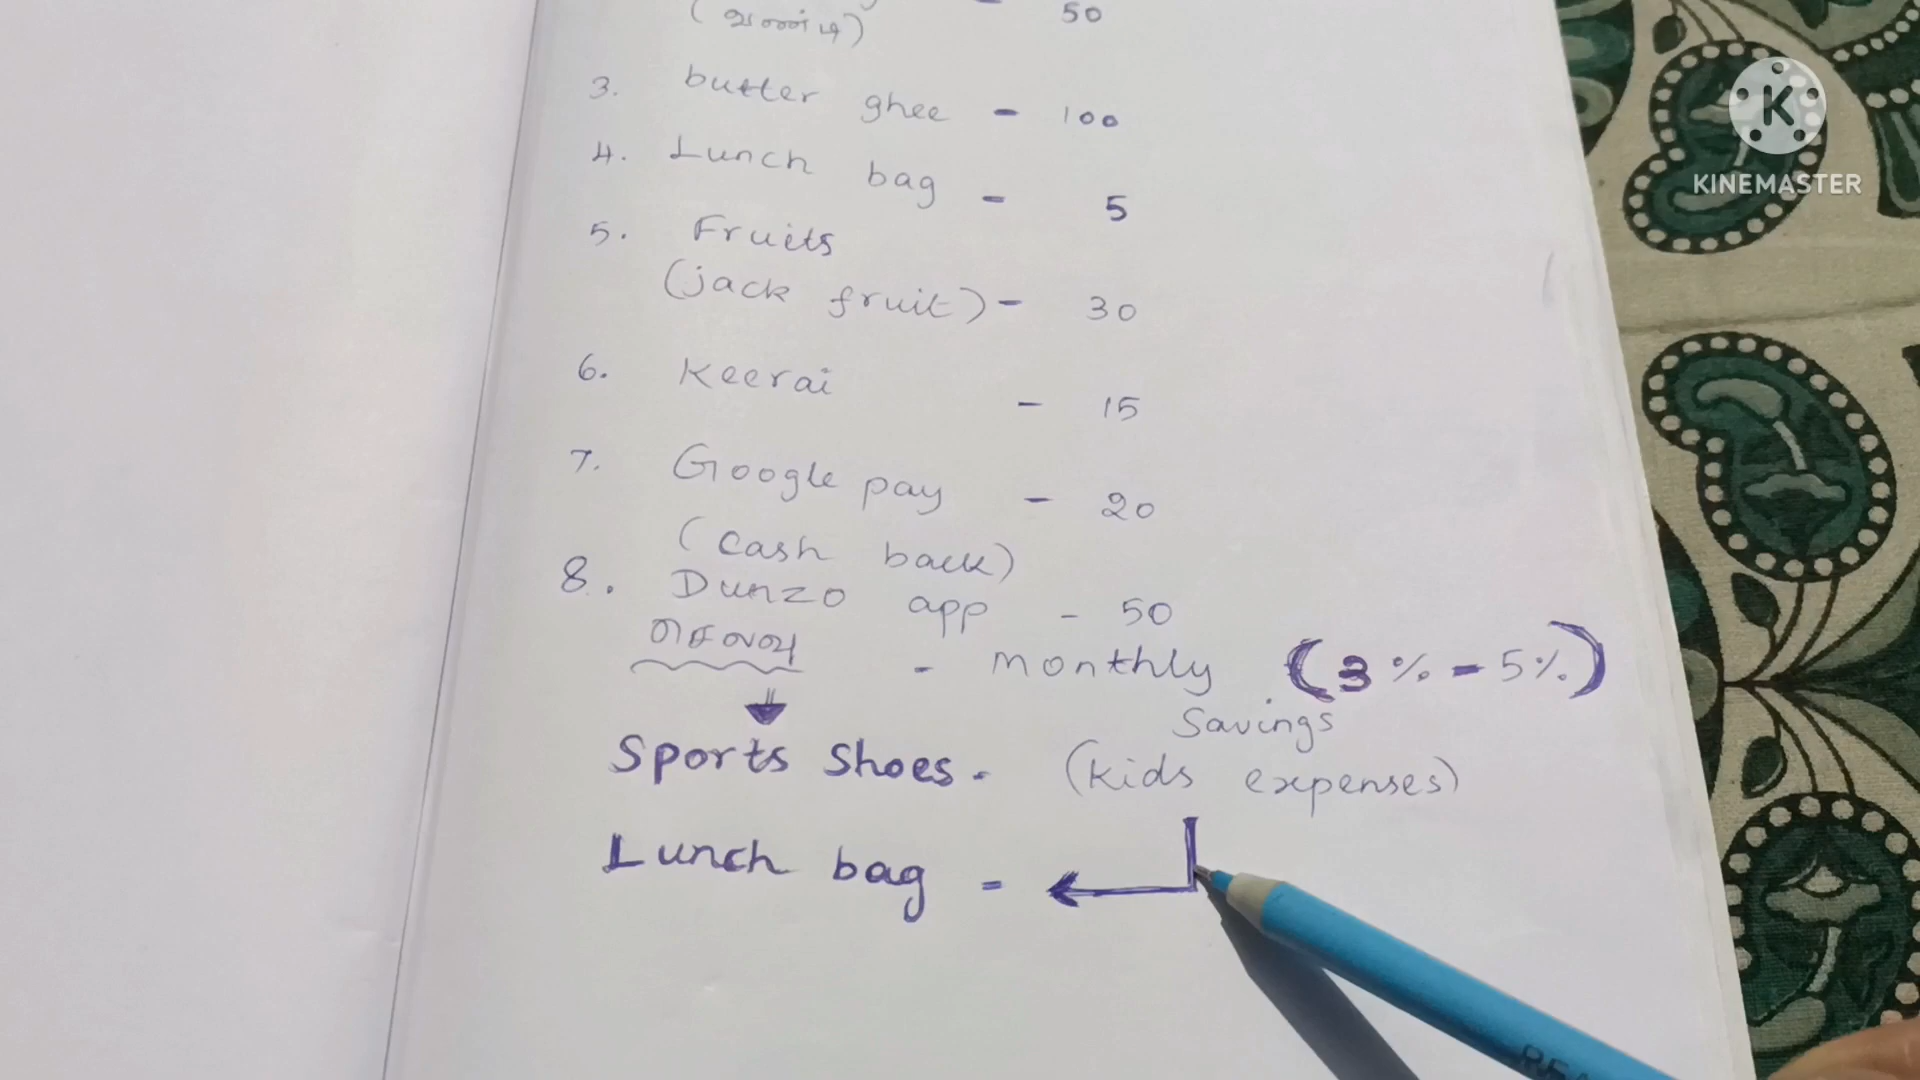 - 50
(வண்டி)
3. butter ghee - 100
4. Lunch bag - 5
5. Fruits
(jack fruit) - 30
6. Keerai - 15
7. Google pay - 20
(cash back)
8. Dunzo app - 50
செலவு - monthly (3% - 5%)
Savings
Sports Shoes - (kids expenses)
Lunch bag -
KINEMASTER